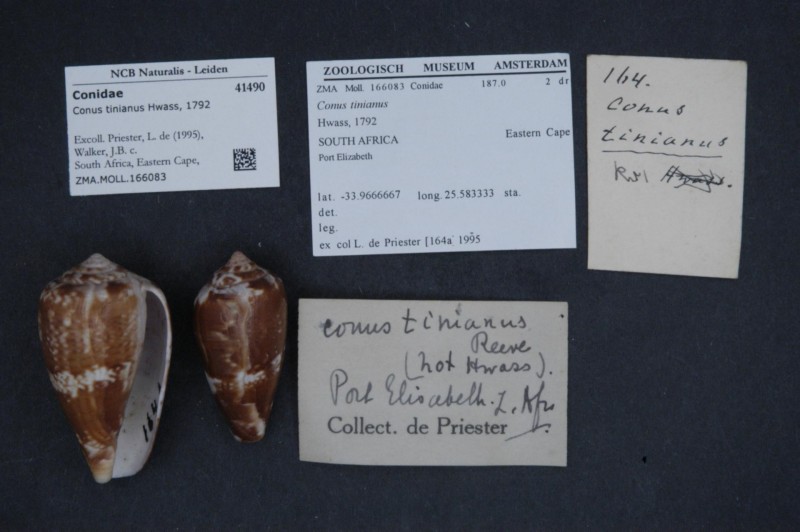 NCB Naturalis - Leiden
Conidae 41490
Conus tinianus Hwass, 1792
Excoll. Priester, L. de (1995),
Walker, J.B. c.
South Africa, Eastern Cape,
ZMA.MOLL.166083
ZOOLOGISCH MUSEUM AMSTERDAM
ZMA Moll. 166083 Conidae 187.0 2 dr
Conus tinianus
Hwass, 1792
SOUTH AFRICA Eastern Cape
Port Elizabeth
lat. -33.9666667 long. 25.583333 sta.
det.
leg.
ex col L. de Priester [164a] 1995
164.
Conus
tinianus
conus tinianus
Reeve
(not Hwass).
Port Elisabeth. Z. Afr.
Collect. de Priester
164